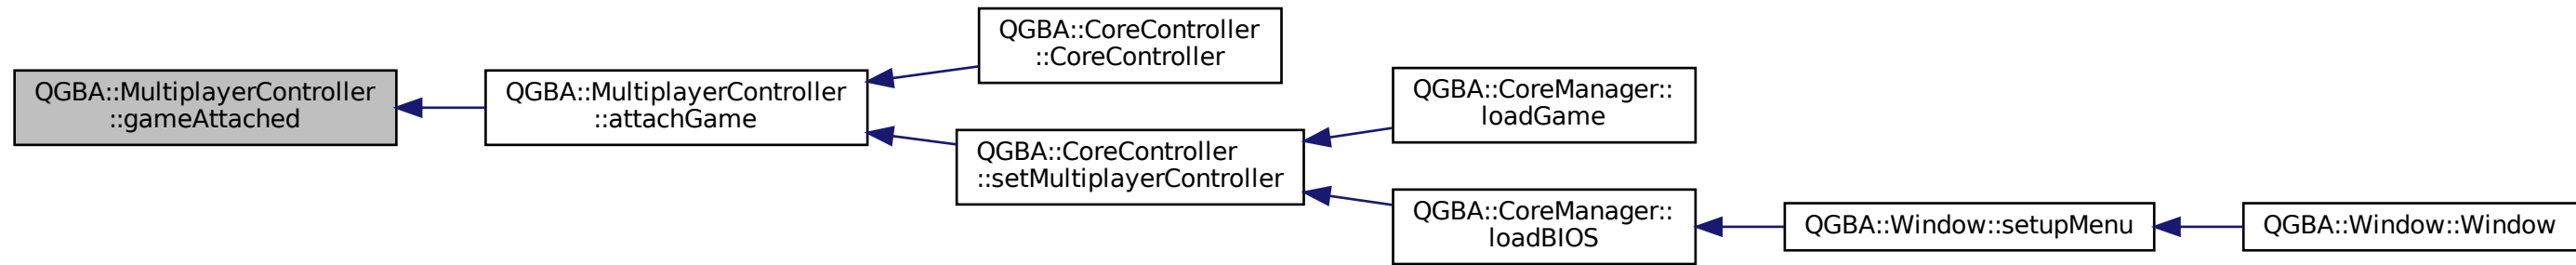 QGBA::MultiplayerController
::gameAttached
QGBA::MultiplayerController
::attachGame
QGBA::CoreController
::CoreController
QGBA::CoreController
::setMultiplayerController
QGBA::CoreManager::
loadGame
QGBA::CoreManager::
loadBIOS
QGBA::Window::setupMenu
QGBA::Window::Window